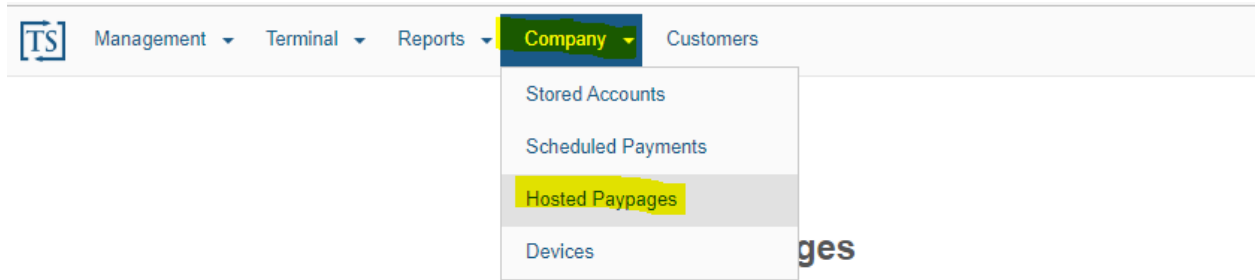 TS Management Terminal Reports Company Customers
Stored Accounts
Scheduled Payments
Hosted Paypages
Devices
ges